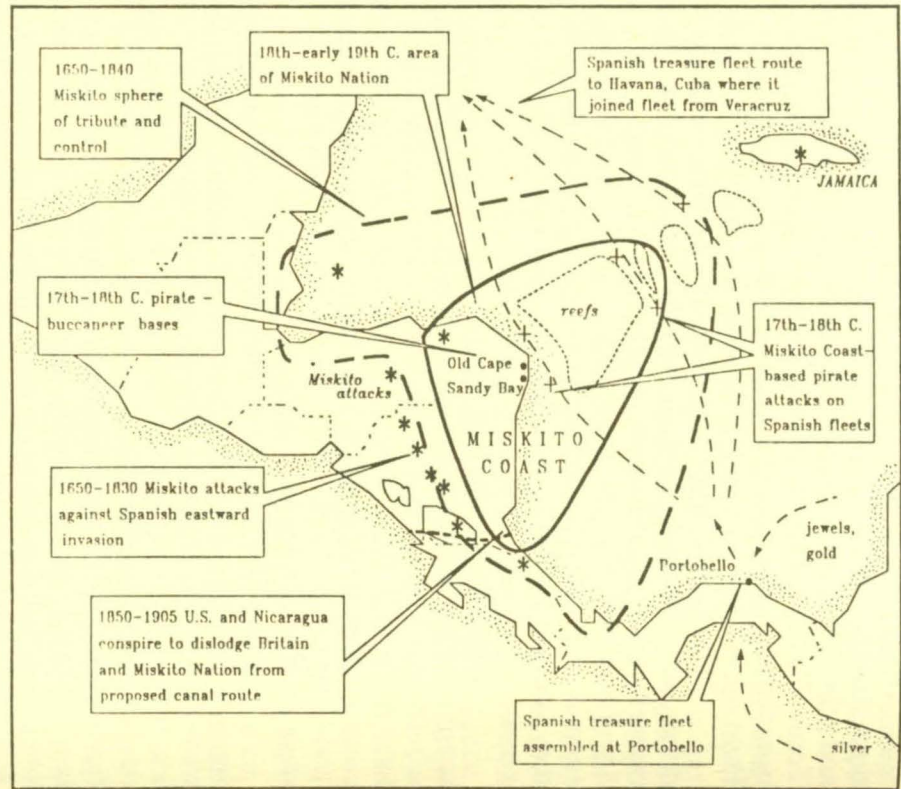 1650-1840
Miskito sphere
of tribute and
control
18th-early 19th C. area
of Miskito Nation
Spanish treasure fleet route
to Havana, Cuba where it
joined fleet from Veracruz
JAMAICA
17th-18th C. pirate -
buccaneer bases
reefs
Old Cape
Sandy Bay
Miskito
attacks
17th-18th C.
Miskito Coast-
based pirate
attacks on
Spanish fleets
MISKITO
COAST
1650-1830 Miskito attacks
against Spanish eastward
invasion
jewels,
gold
Portobello
1850-1905 U.S. and Nicaragua
conspire to dislodge Britain
and Miskito Nation from
proposed canal route
Spanish treasure fleet
assembled at Portobello
silver